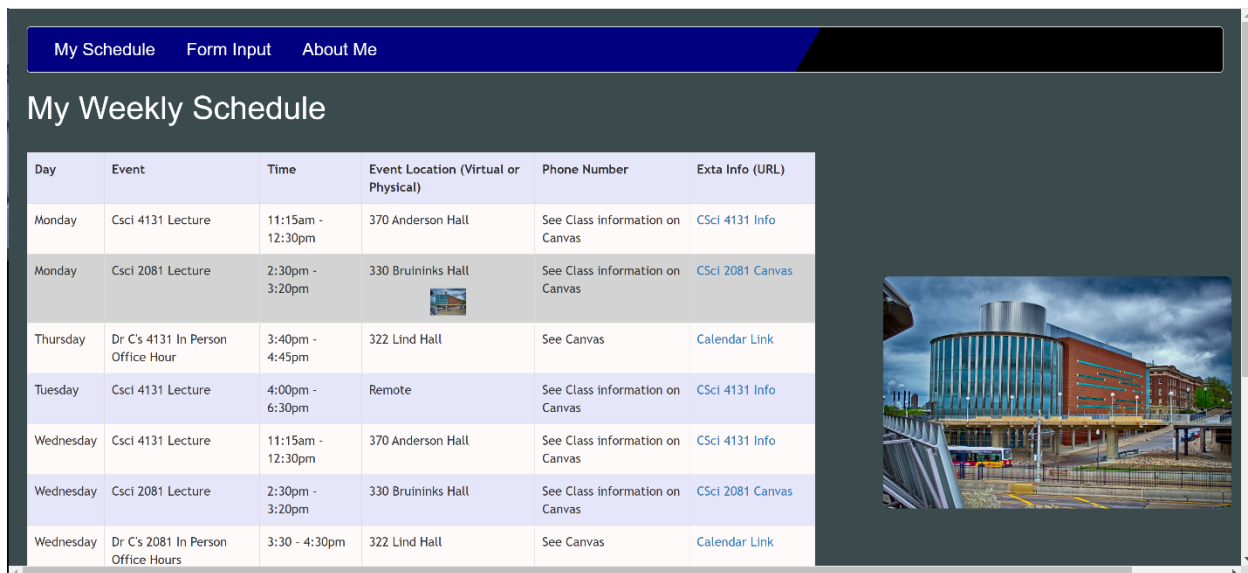 My Schedule Form Input About Me
My Weekly Schedule
Day Event Time Event Location (Virtual or Physical) Phone Number Exta Info (URL)
Monday Csci 4131 Lecture 11:15am - 12:30pm 370 Anderson Hall See Class information on Canvas CSci 4131 Info
Monday Csci 2081 Lecture 2:30pm - 3:20pm 330 Bruininks Hall See Class information on Canvas CSci 2081 Canvas
Thursday Dr C's 4131 In Person Office Hour 3:40pm - 4:45pm 322 Lind Hall See Canvas Calendar Link
Tuesday Csci 4131 Lecture 4:00pm - 6:30pm Remote See Class information on Canvas CSci 4131 Info
Wednesday Csci 4131 Lecture 11:15am - 12:30pm 370 Anderson Hall See Class information on Canvas CSci 4131 Info
Wednesday Csci 2081 Lecture 2:30pm - 3:20pm 330 Bruininks Hall See Class information on Canvas CSci 2081 Canvas
Wednesday Dr C's 2081 In Person Office Hours 3:30 - 4:30pm 322 Lind Hall See Canvas Calendar Link